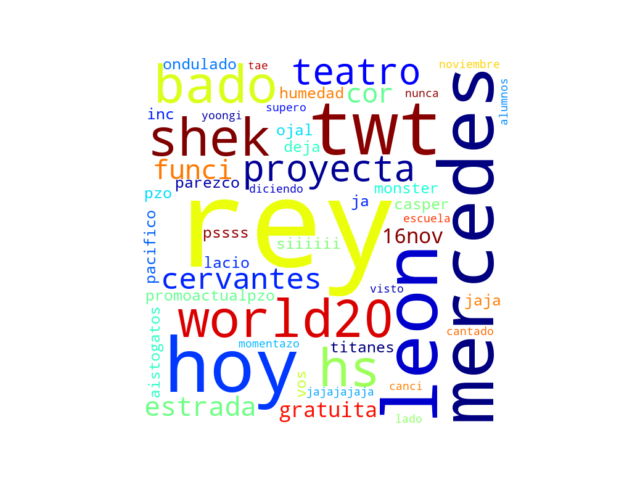 ondulado
tae
noviembre
bado
teatro
humedad
cor
nunca
alumnos
inc
yoongi
supero
shek
ojal
twt
deja
mercedes
funci
proyecta
pzo
parezco
diciendo
monster
rey
ja
casper
escuela
pacifico
pssss
siiiiii
16nov
lacio
cervantes
visto
leon
promoactualpzo
world20
jaja
aistogatos
momentazo
titanes
cantado
hoy
hs
vos
jajajajaja
canci
estrada
gratuita
lado